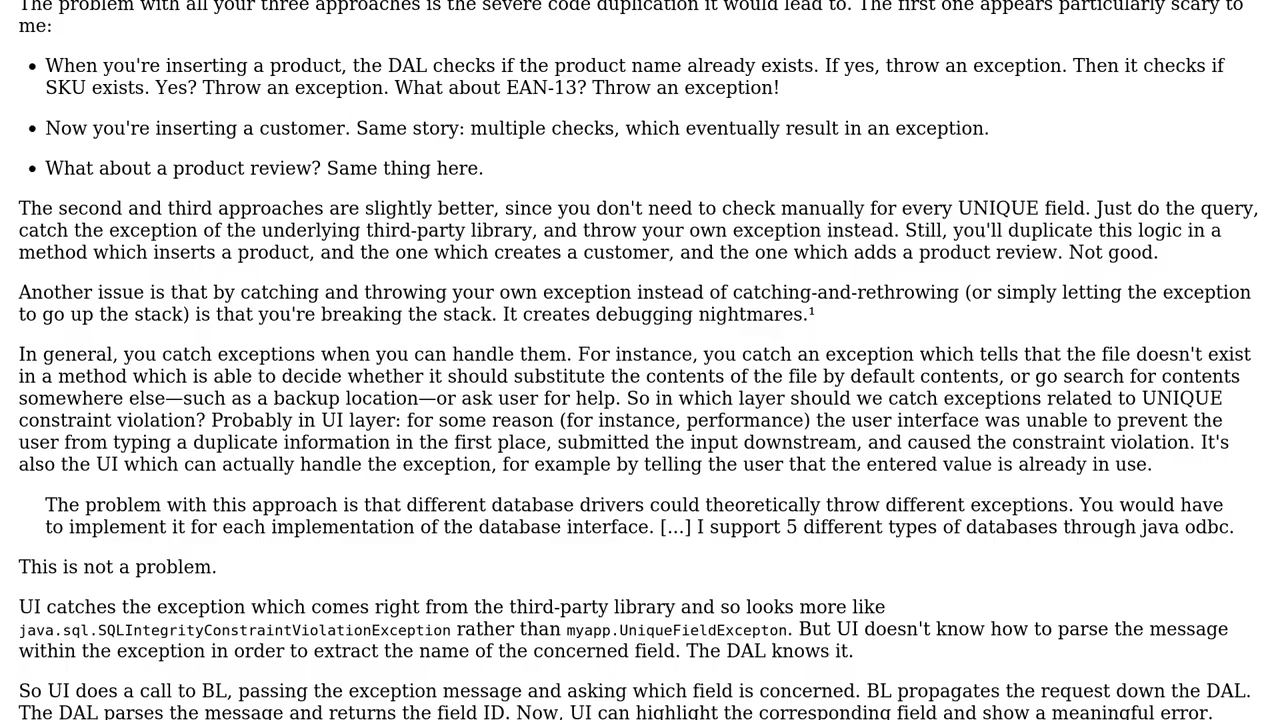 The problem with all your three approaches is the severe code duplication it would lead to. The first one appears particularly scary to
me:
• When you're inserting a product, the DAL checks if the product name already exists. If yes, throw an exception. Then it checks if
SKU exists. Yes? Throw an exception. What about EAN-13? Throw an exception!
• Now you're inserting a customer. Same story: multiple checks, which eventually result in an exception.
• What about a product review? Same thing here.
The second and third approaches are slightly better, since you don't need to check manually for every UNIQUE field. Just do the query,
catch the exception of the underlying third-party library, and throw your own exception instead. Still, you'll duplicate this logic in a
method which inserts a product, and the one which creates a customer, and the one which adds a product review. Not good.
Another issue is that by catching and throwing your own exception instead of catching-and-rethrowing (or simply letting the exception
to go up the stack) is that you're breaking the stack. It creates debugging nightmares.¹
In general, you catch exceptions when you can handle them. For instance, you catch an exception which tells that the file doesn't exist
in a method which is able to decide whether it should substitute the contents of the file by default contents, or go search for contents
somewhere else—such as a backup location—or ask user for help. So in which layer should we catch exceptions related to UNIQUE
constraint violation? Probably in UI layer: for some reason (for instance, performance) the user interface was unable to prevent the
user from typing a duplicate information in the first place, submitted the input downstream, and caused the constraint violation. It's
also the UI which can actually handle the exception, for example by telling the user that the entered value is already in use.
The problem with this approach is that different database drivers could theoretically throw different exceptions. You would have
to implement it for each implementation of the database interface. [...] I support 5 different types of databases through java odbc.
This is not a problem.
UI catches the exception which comes right from the third-party library and so looks more like
java.sql.SQLIntegrityConstraintViolationException rather than myapp.UniqueFieldExcepton. But UI doesn't know how to parse the message
within the exception in order to extract the name of the concerned field. The DAL knows it.
So UI does a call to BL, passing the exception message and asking which field is concerned. BL propagates the request down the DAL.
The DAL parses the message and returns the field ID. Now, UI can highlight the corresponding field and show a meaningful error.